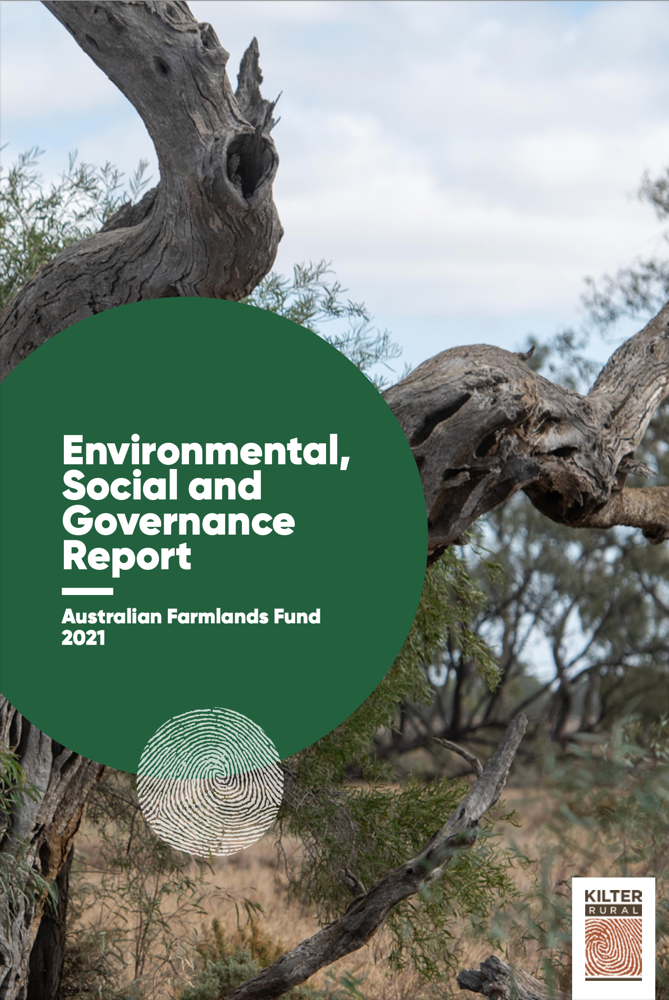 Environmental,
Social and
Governance
Report
Australian Farmlands Fund
2021
KILTER
RURAL